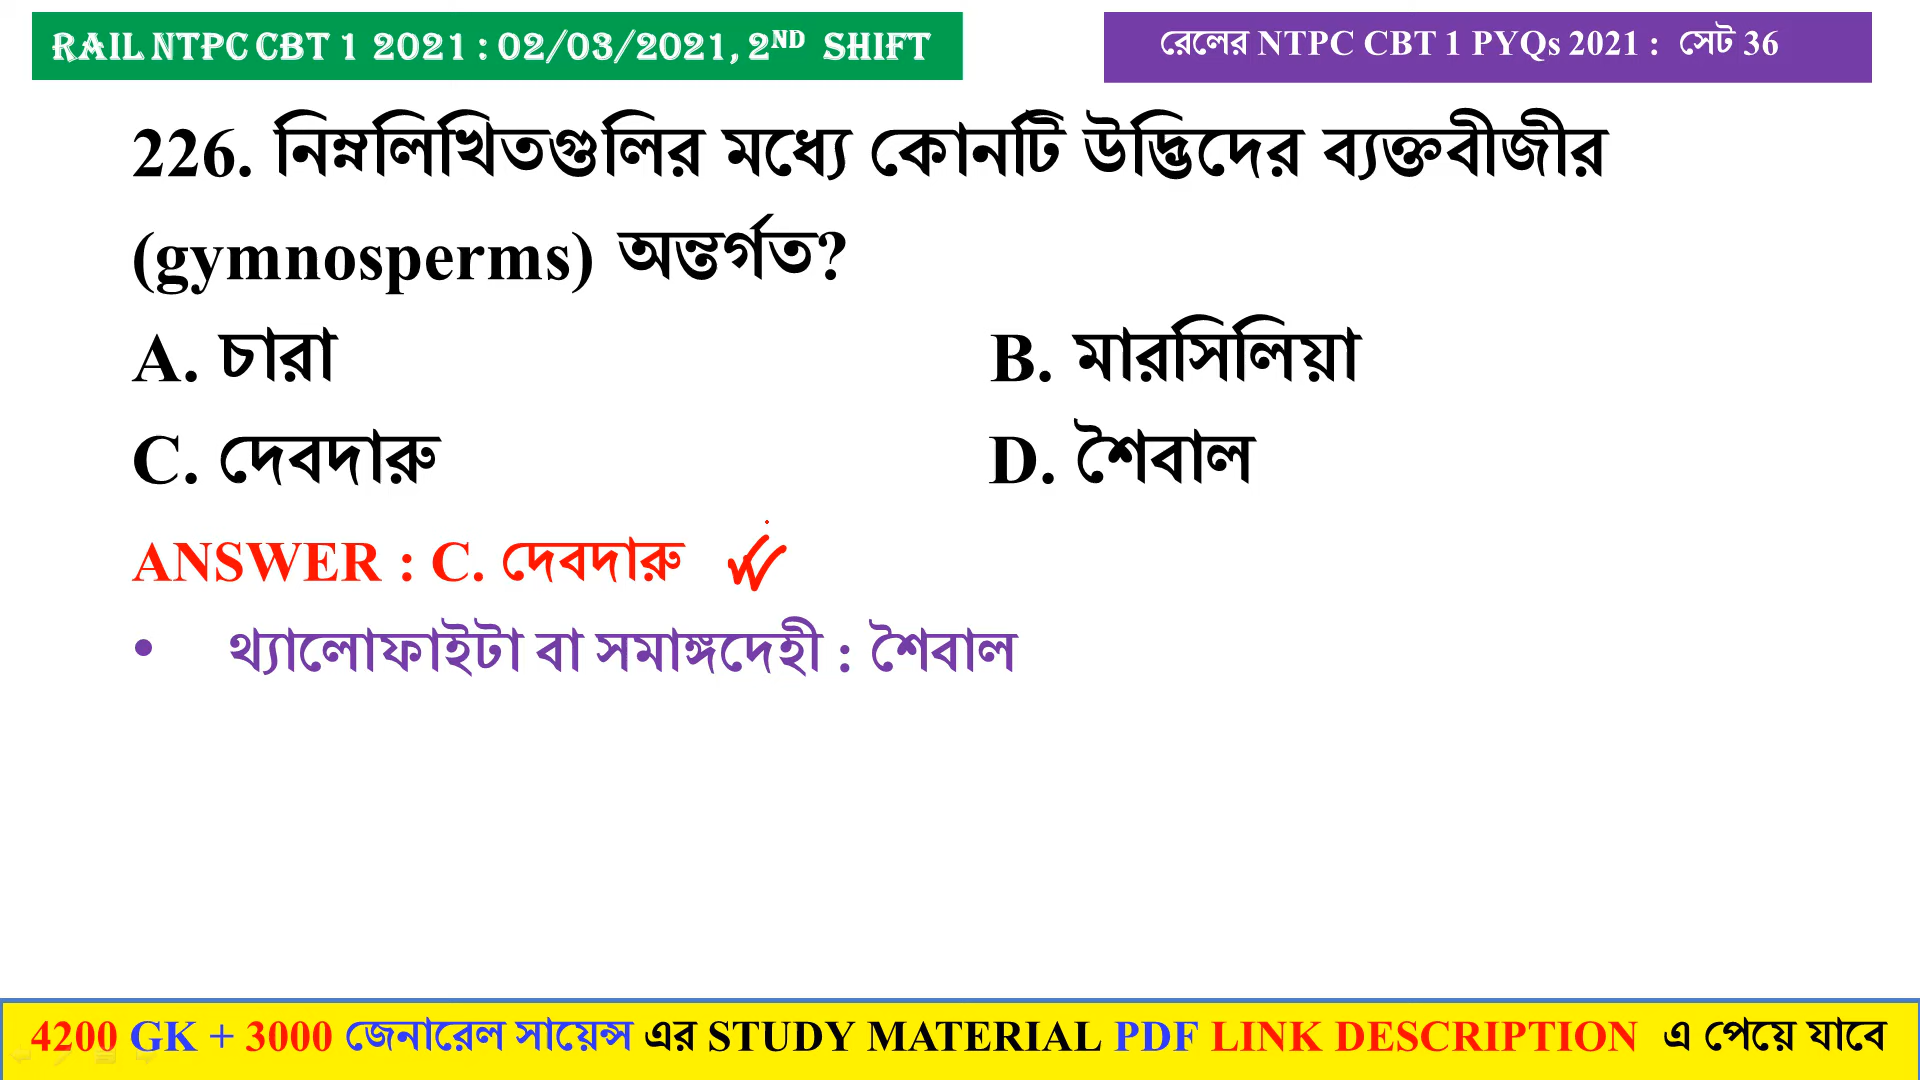 RAIL NTPC CBT 1 2021 : 02/03/2021, 2ND SHIFT
রেলের NTPC CBT 1 PYQs 2021 : সেট 36
226. নিম্নলিখিতগুলির মধ্যে কোনটি উদ্ভিদের ব্যক্তবীজীর
(gymnosperms) অন্তর্গত?
A. চারা B. মারসিলিয়া
C. দেবদারু D. শৈবাল
ANSWER : C. দেবদারু
• থ্যালোফাইটা বা সমাঙ্গদেহী : শৈবাল
4200 GK + 3000 জেনারেল সায়েন্স এর STUDY MATERIAL PDF LINK DESCRIPTION এ পেয়ে যাবে